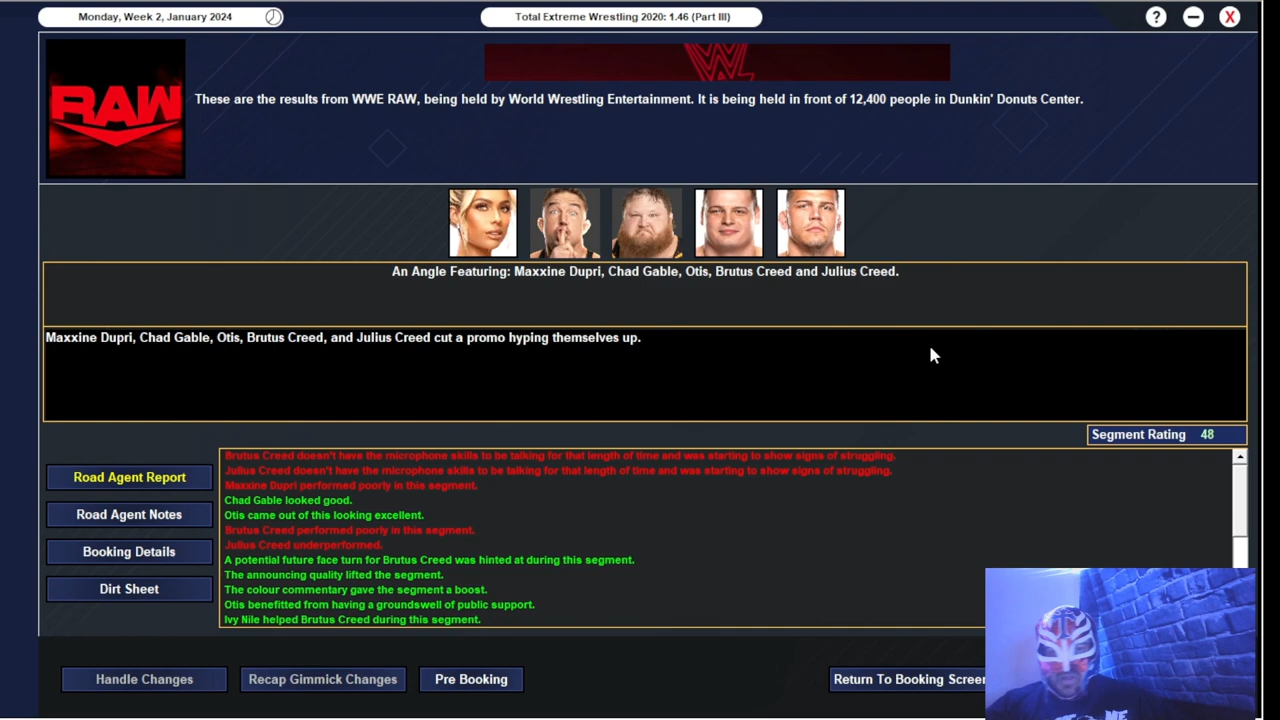 Monday, Week 2, January 2024
Total Extreme Wrestling 2020: 1.46 (Part III)
?
X
RAW
These are the results from WWE RAW, being held by World Wrestling Entertainment. It is being held in front of 12,400 people in Dunkin' Donuts Center.
An Angle Featuring: Maxxine Dupri, Chad Gable, Otis, Brutus Creed and Julius Creed.
Maxxine Dupri, Chad Gable, Otis, Brutus Creed, and Julius Creed cut a promo hyping themselves up.
Segment Rating 48
Road Agent Report
Road Agent Notes
Booking Details
Dirt Sheet
Brutus Creed doesn't have the microphone skills to be talking for that length of time and was starting to show signs of struggling.
Julius Creed doesn't have the microphone skills to be talking for that length of time and was starting to show signs of struggling.
Maxxine Dupri performed poorly in this segment.
Chad Gable looked good.
Otis came out of this looking excellent.
Brutus Creed performed poorly in this segment.
Julius Creed underperformed.
A potential future face turn for Brutus Creed was hinted at during this segment.
The announcing quality lifted the segment.
The colour commentary gave the segment a boost.
Otis benefitted from having a groundswell of public support.
Ivy Nile helped Brutus Creed during this segment.
Handle Changes
Recap Gimmick Changes
Pre Booking
Return To Booking Screen